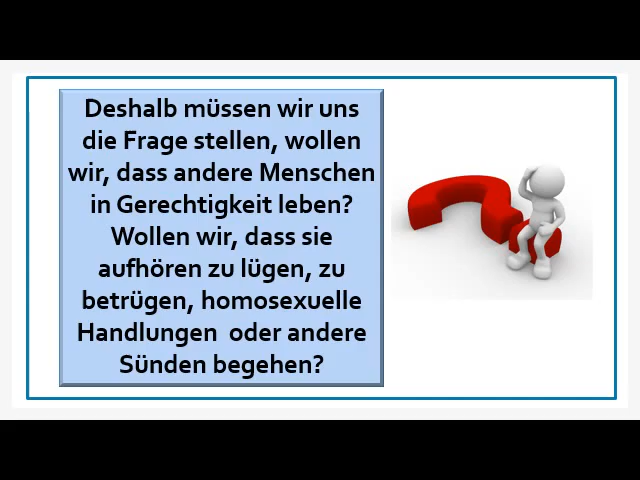 Deshalb müssen wir uns
die Frage stellen, wollen
wir, dass andere Menschen
in Gerechtigkeit leben?
Wollen wir, dass sie
aufhören zu lügen, zu
betrügen, homosexuelle
Handlungen  oder andere
Sünden begehen?